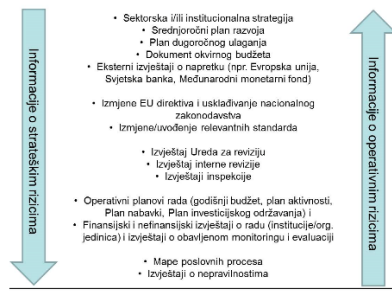 Informacije o strateškim rizicima
• Sektorska i/ili institucionalna strategija
• Srednjoročni plan razvoja
• Plan dugoročnog ulaganja
• Dokument okvirnog budžeta
• Eksterni izvještaji o napretku (npr. Evropska unija,
Svjetska banka, Međunarodni monetarni fond)
• Izmjene EU direktiva i usklađivanje nacionalnog
zakonodavstva
• Izmjene/uvođenje relevantnih standarda
• Izvještaj Ureda za reviziju
• Izvještaj interne revizije
• Izvještaji inspekcije
• Operativni planovi rada (godišnji budžet, plan aktivnosti,
Plan nabavki, Plan investicijskog održavanja) i
• Finansijski i nefinansijski izvještaji o radu (institucije/org.
jedinica) i izvještaji o obavljenom monitoringu i evaluaciji
• Mape poslovnih procesa
• Izvještaji o nepravilnostima
Informacije o operativnim rizicima